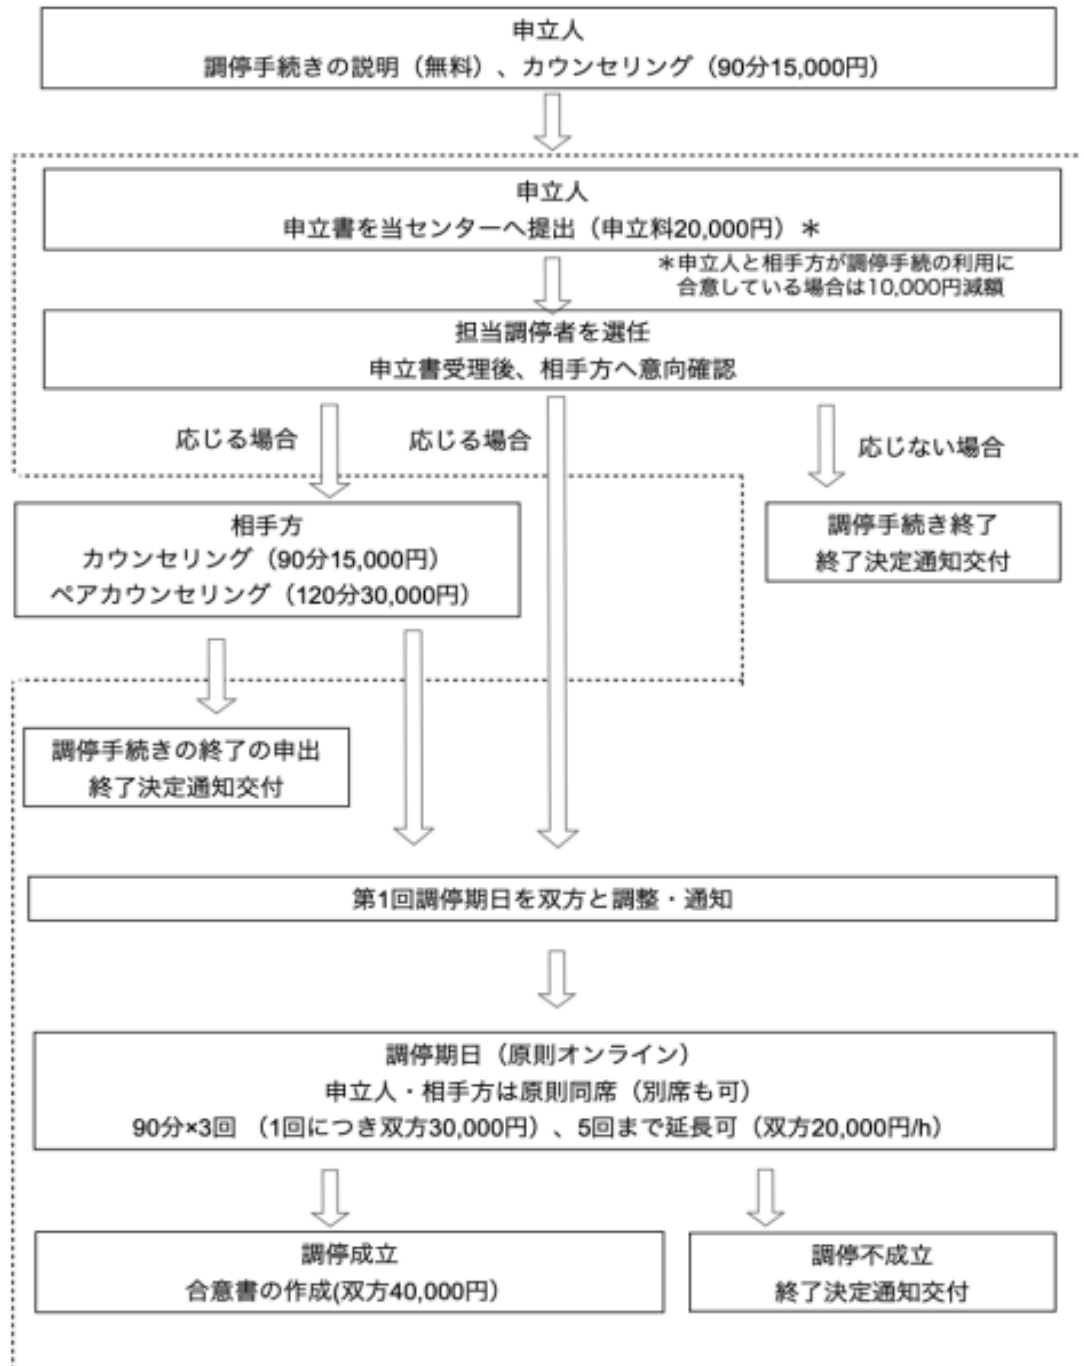 申立人
調停手続きの説明（無料）、カウンセリング（90分15,000円）
申立人
申立書を当センターへ提出（申立料20,000円）＊
＊申立人と相手方が調停手続の利用に
合意している場合は10,000円減額
担当調停者を選任
申立書受理後、相手方へ意向確認
応じる場合
応じる場合
応じない場合
相手方
カウンセリング（90分15,000円）
ペアカウンセリング（120分30,000円）
調停手続き終了
終了決定通知交付
調停手続きの終了の申出
終了決定通知交付
第1回調停期日を双方と調整・通知
調停期日（原則オンライン）
申立人・相手方は原則同席（別席も可）
90分×3回 （1回につき双方30,000円）、5回まで延長可（双方20,000円/h）
調停成立
合意書の作成(双方40,000円）
調停不成立
終了決定通知交付